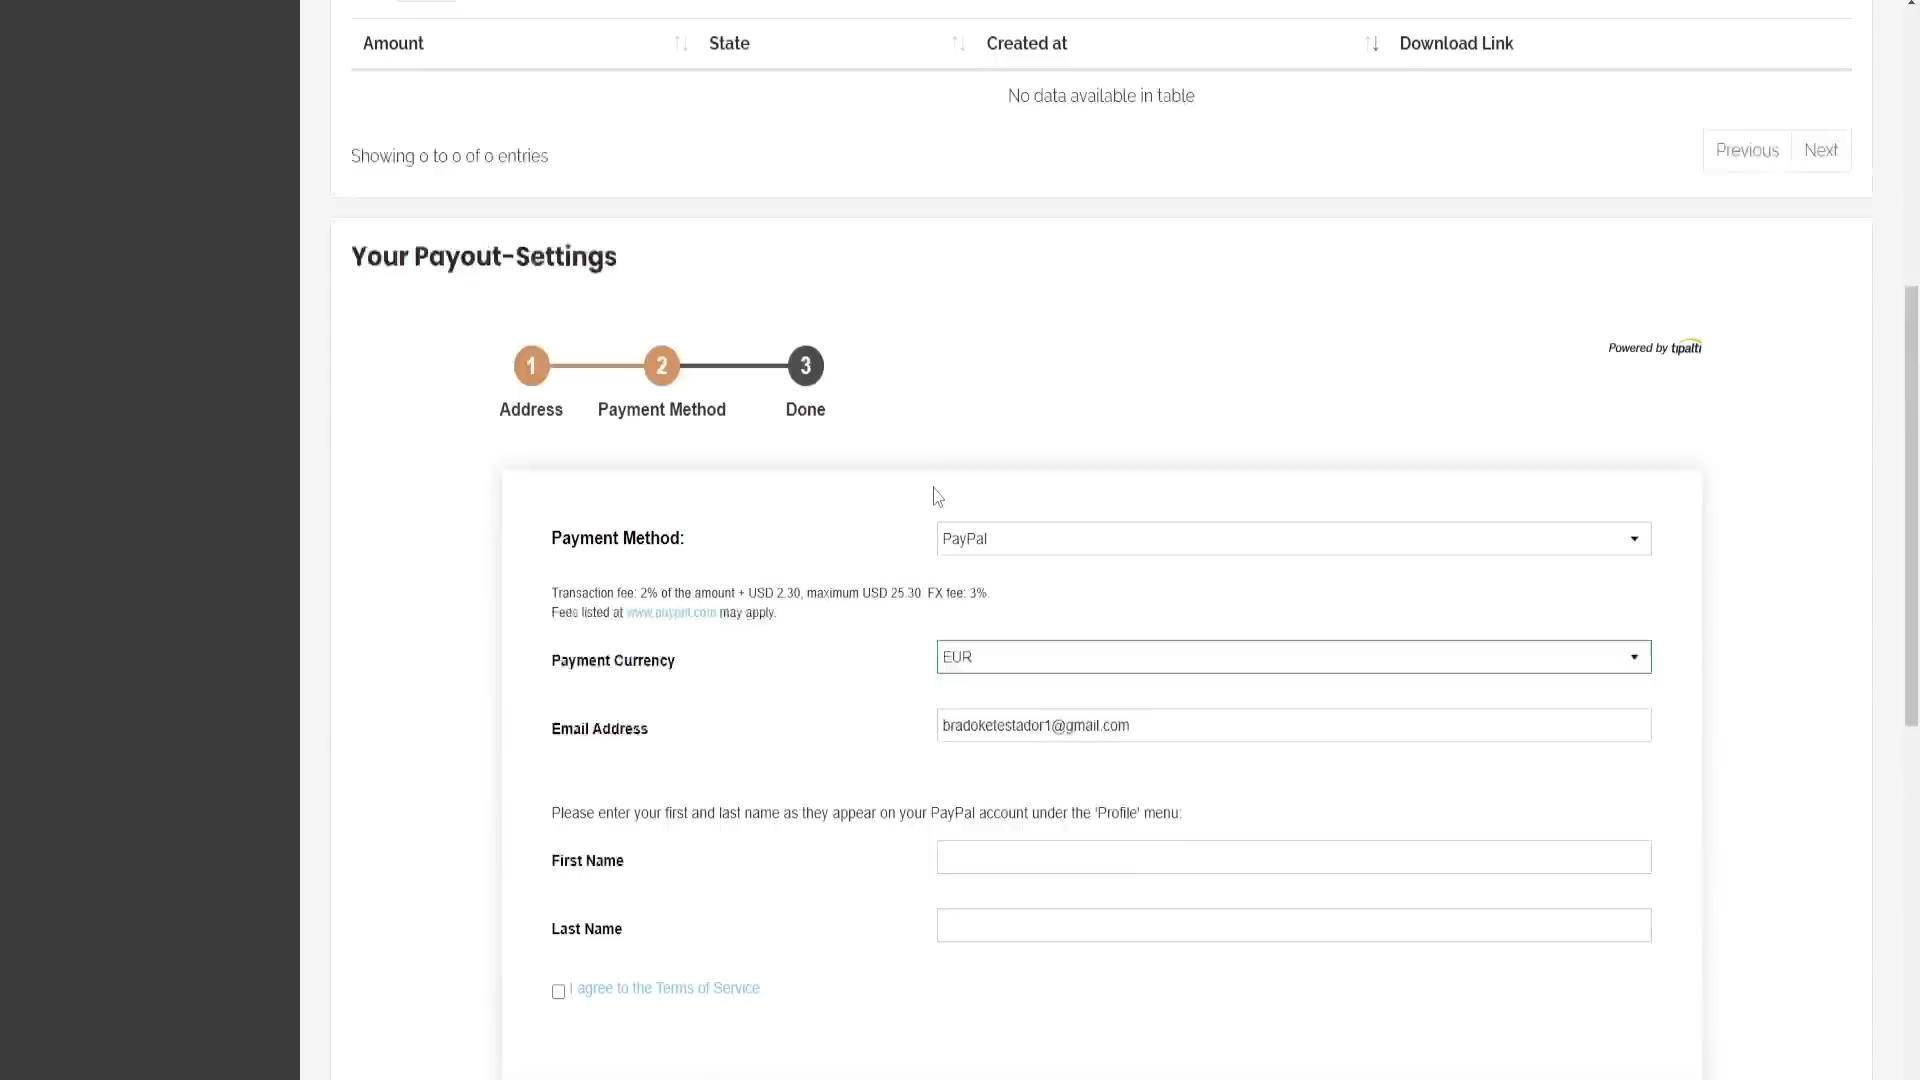 Amount State Created at Download Link
No data available in table
Showing 0 to 0 of 0 entries
Previous Next
Your Payout-Settings
1 2 3
Powered by tipalti
Address Payment Method Done
Payment Method: PayPal
Transaction fee: 2% of the amount + USD 2.30, maximum USD 25.30 FX fee: 3%.
Fees listed at www.paypal.com may apply.
Payment Currency EUR
Email Address bradoketestador1@gmail.com
Please enter your first and last name as they appear on your PayPal account under the 'Profile' menu:
First Name
Last Name
I agree to the Terms of Service